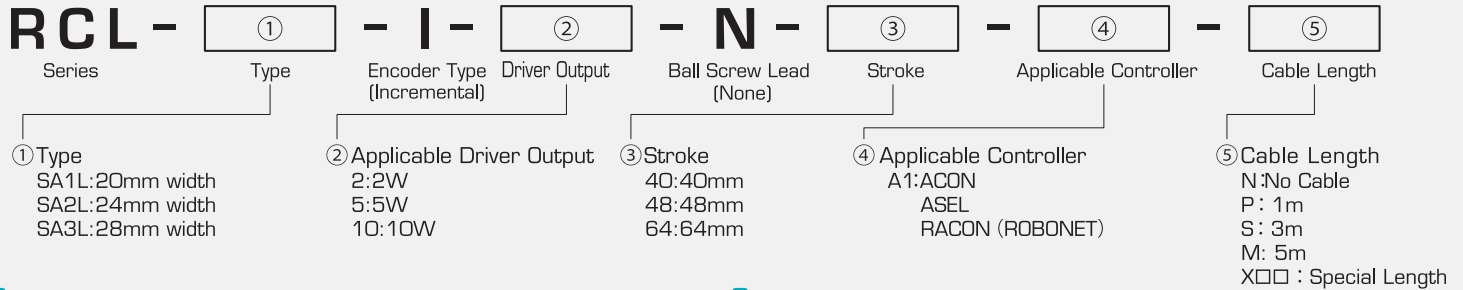 RCL - ① - I - ② - N - ③ - ④ - ⑤
Series Type Encoder Type Driver Output Ball Screw Lead Stroke Applicable Controller Cable Length
(Incremental) (None)
①Type
SA1L:20mm width
SA2L:24mm width
SA3L:28mm width
②Applicable Driver Output
2:2W
5:5W
10:10W
③Stroke
40:40mm
48:48mm
64:64mm
④Applicable Controller
A1:ACON
ASEL
RACON (ROBONET)
⑤Cable Length
N:No Cable
P: 1m
S: 3m
M: 5m
X□□ : Special Length